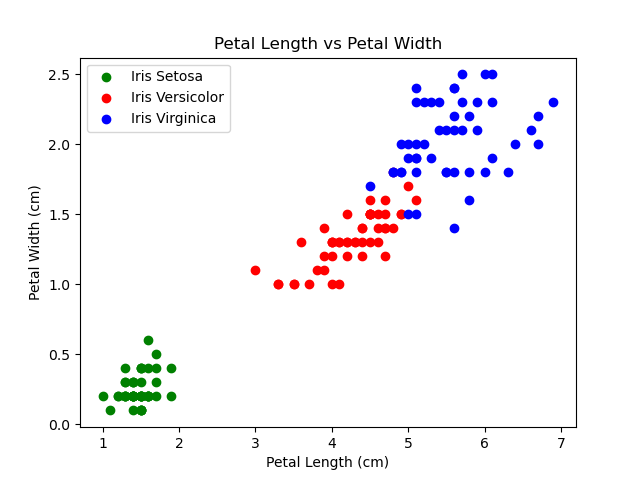 Petal Length vs Petal Width
Iris Setosa
Iris Versicolor
Iris Virginica
Petal Width (cm)
2.5
2.0
1.5
1.0
0.5
0.0
1 2 3 4 5 6 7
Petal Length (cm)